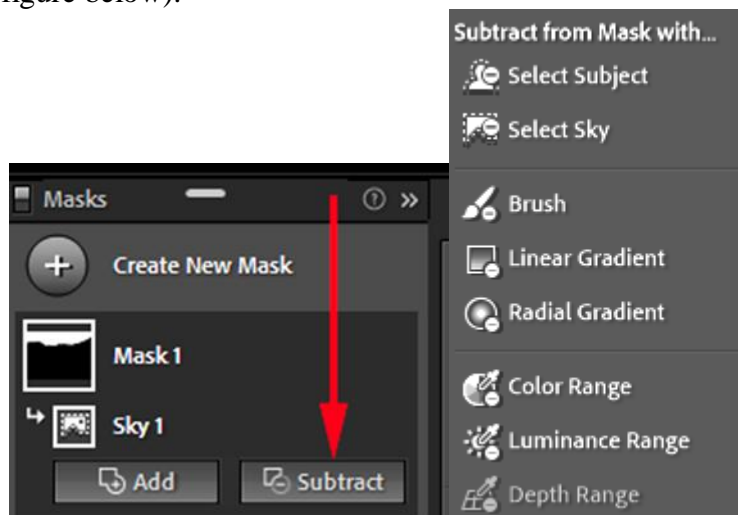 igure below).
Subtract from Mask with...
Select Subject
Select Sky
Brush
Linear Gradient
Radial Gradient
Color Range
Luminance Range
Depth Range
Masks
Create New Mask
Mask 1
Sky 1
Add
Subtract